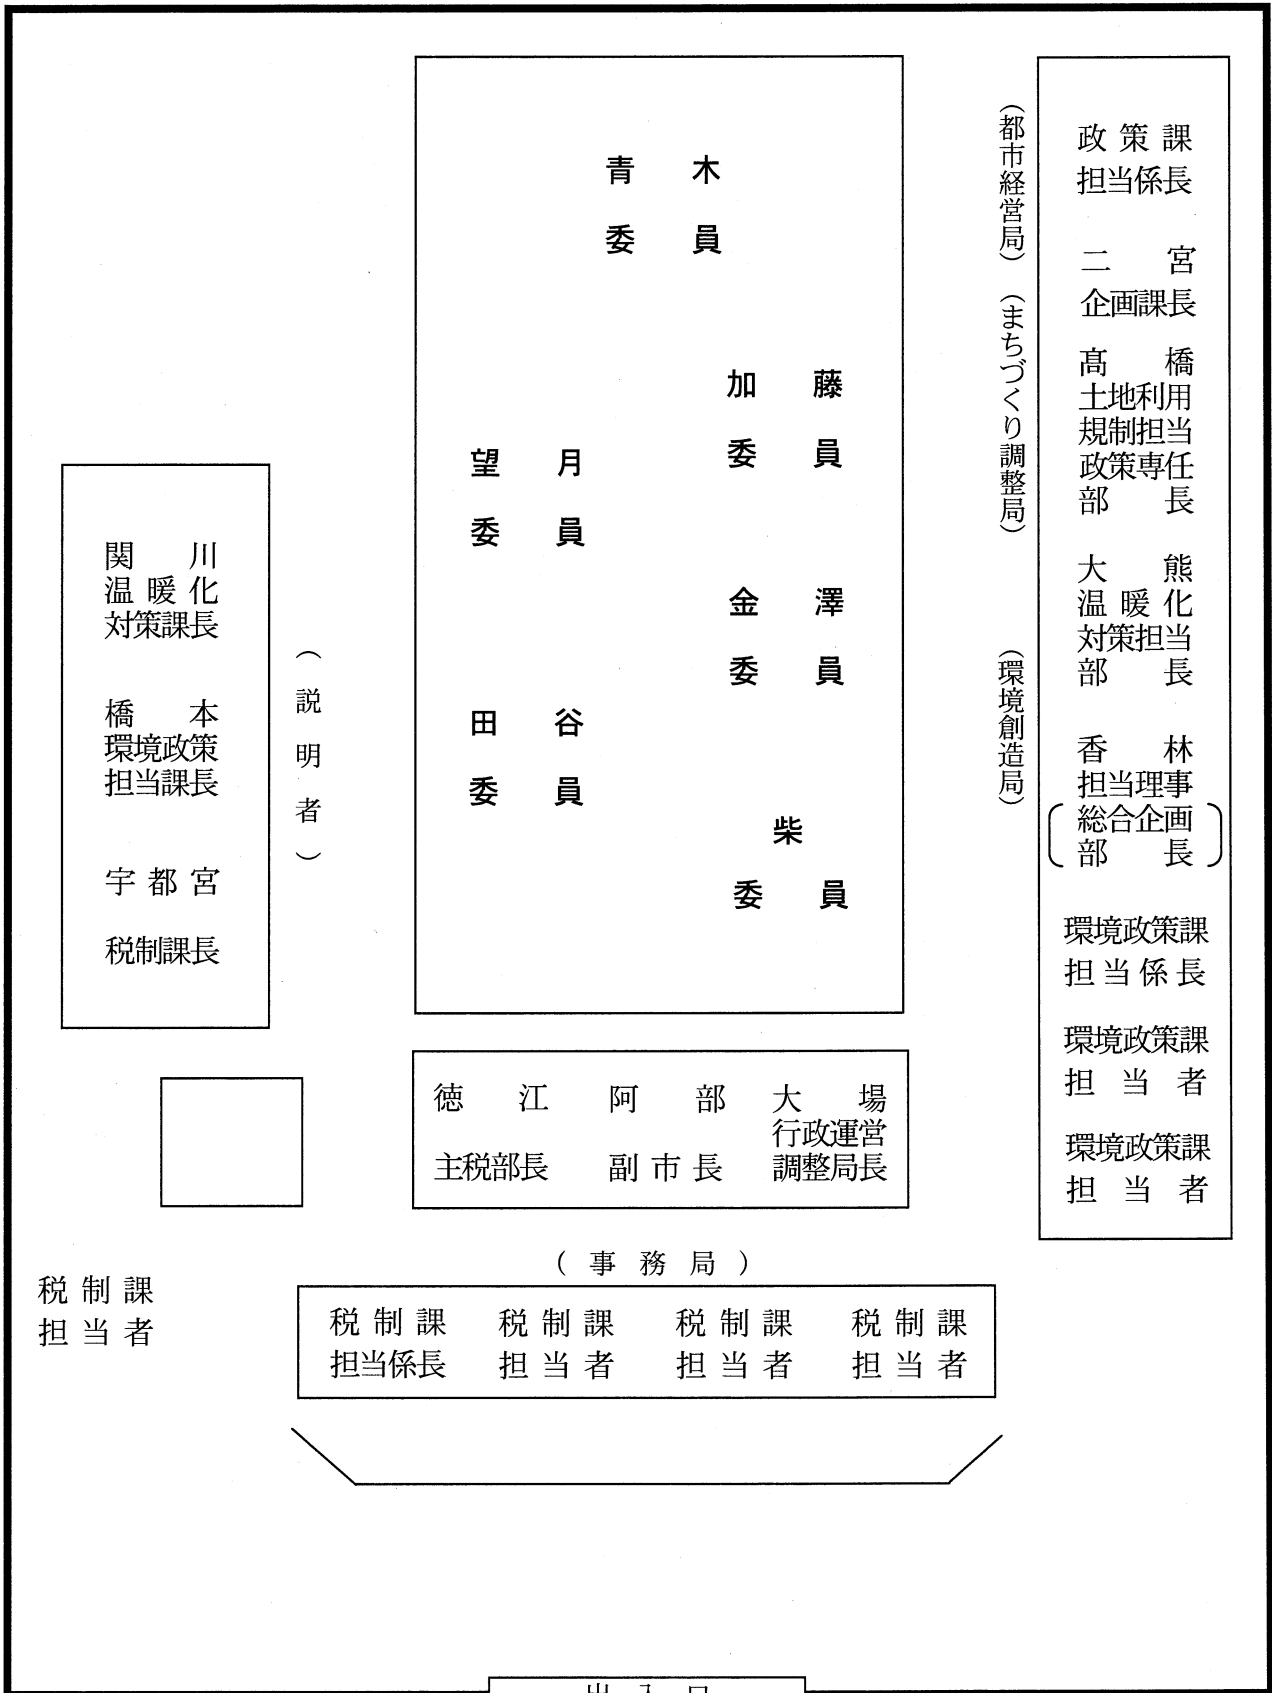 青木
委員
加藤
委員
望月
委員
金澤
委員
田谷
委員
柴
委員
（都市経営局）
（まちづくり調整局）
（環境創造局）
政策課
担当係長
二宮
企画課長
髙橋
土地利用
規制担当
政策専任
部長
大熊
温暖化
対策担当
部長
香林
担当理事
総合企画
部長
環境政策課
担当係長
環境政策課
担当者
環境政策課
担当者
関川
温暖化
対策課長
橋本
環境政策
担当課長
宇都宮
税制課長
（説明者）
徳江
主税部長
阿部
副市長
大場
行政運営
調整局長
（事務局）
税制課
担当係長
税制課
担当者
税制課
担当者
税制課
担当者
税制課
担当者
出入口